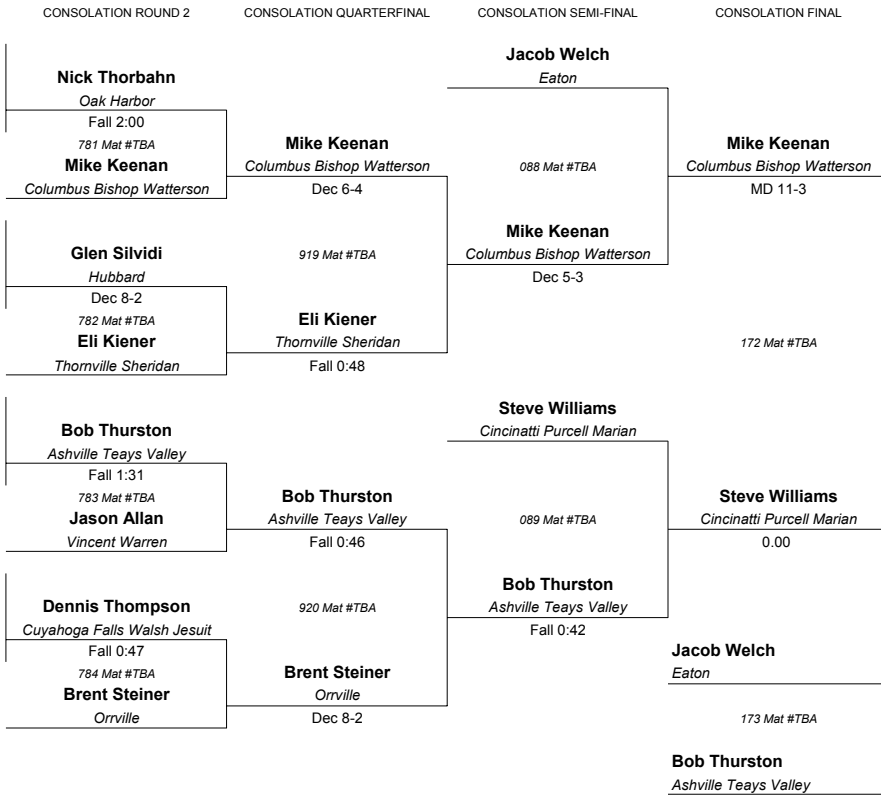 CONSOLATION ROUND 2
CONSOLATION QUARTERFINAL
CONSOLATION SEMI-FINAL
CONSOLATION FINAL
Nick Thorbahn
Oak Harbor
Fall 2:00
781 Mat #TBA
Mike Keenan
Columbus Bishop Watterson
Glen Silvidi
Hubbard
Dec 8-2
782 Mat #TBA
Eli Kiener
Thornville Sheridan
Bob Thurston
Ashville Teays Valley
Fall 1:31
783 Mat #TBA
Jason Allan
Vincent Warren
Dennis Thompson
Cuyahoga Falls Walsh Jesuit
Fall 0:47
784 Mat #TBA
Brent Steiner
Orrville
Mike Keenan
Columbus Bishop Watterson
Dec 6-4
919 Mat #TBA
Eli Kiener
Thornville Sheridan
Fall 0:48
Bob Thurston
Ashville Teays Valley
Fall 0:46
920 Mat #TBA
Brent Steiner
Orrville
Dec 8-2
Jacob Welch
Eaton
088 Mat #TBA
Mike Keenan
Columbus Bishop Watterson
Dec 5-3
Steve Williams
Cincinatti Purcell Marian
089 Mat #TBA
Bob Thurston
Ashville Teays Valley
Fall 0:42
Mike Keenan
Columbus Bishop Watterson
MD 11-3
172 Mat #TBA
Steve Williams
Cincinatti Purcell Marian
0.00
Jacob Welch
Eaton
173 Mat #TBA
Bob Thurston
Ashville Teays Valley